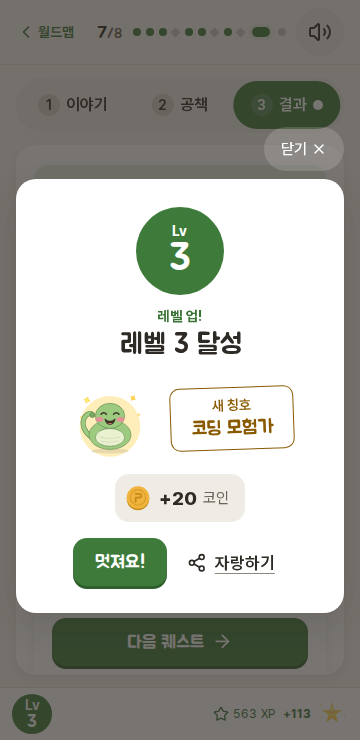 월드맵
7/8
1 이야기
2 공책
3 결과
닫기
Lv
3
레벨 업!
레벨 3 달성
새 칭호
코딩 모험가
+20 코인
멋져요!
자랑하기
다음 퀘스트
Lv
3
563 XP +113